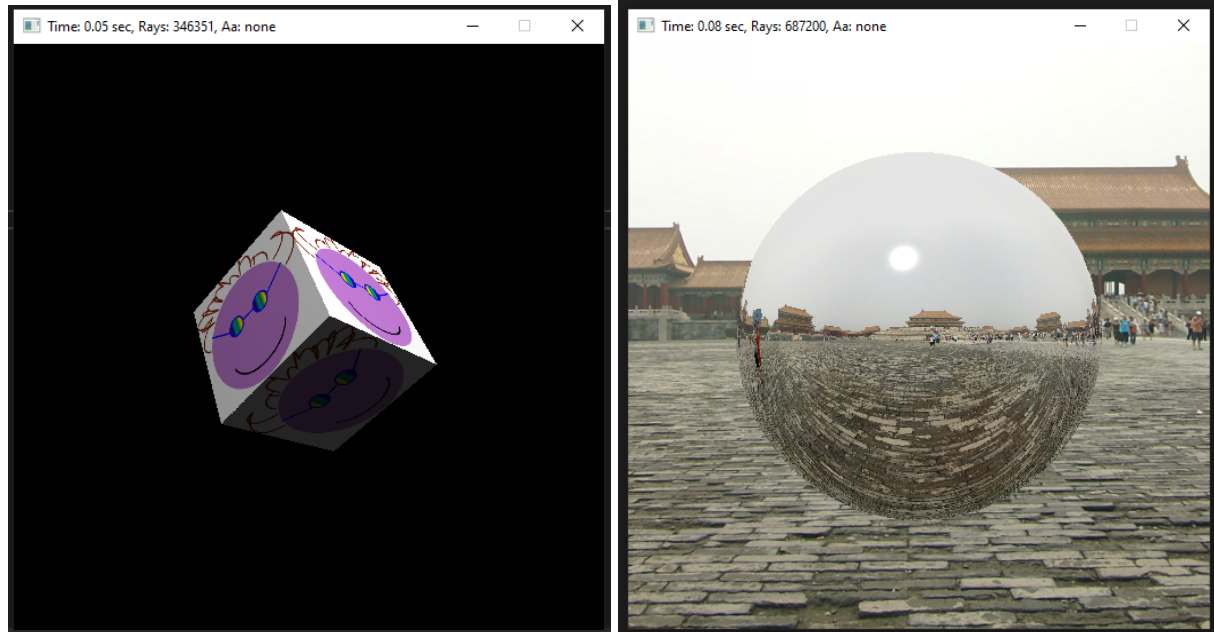 Time: 0.05 sec, Rays: 346351, Aa: none
Time: 0.08 sec, Rays: 687200, Aa: none